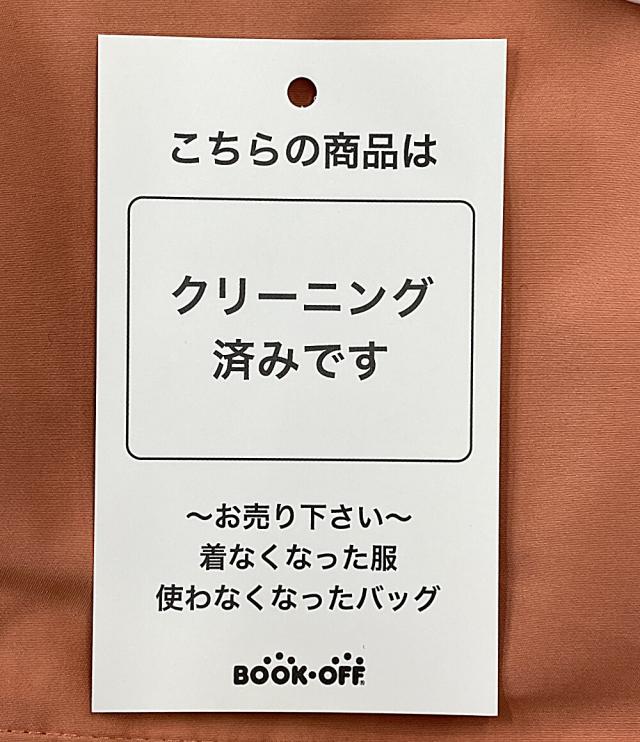 こちらの商品は
クリーニング
済みです
～お売り下さい～
着なくなった服
使わなくなったバッグ
BOOK・OFF®